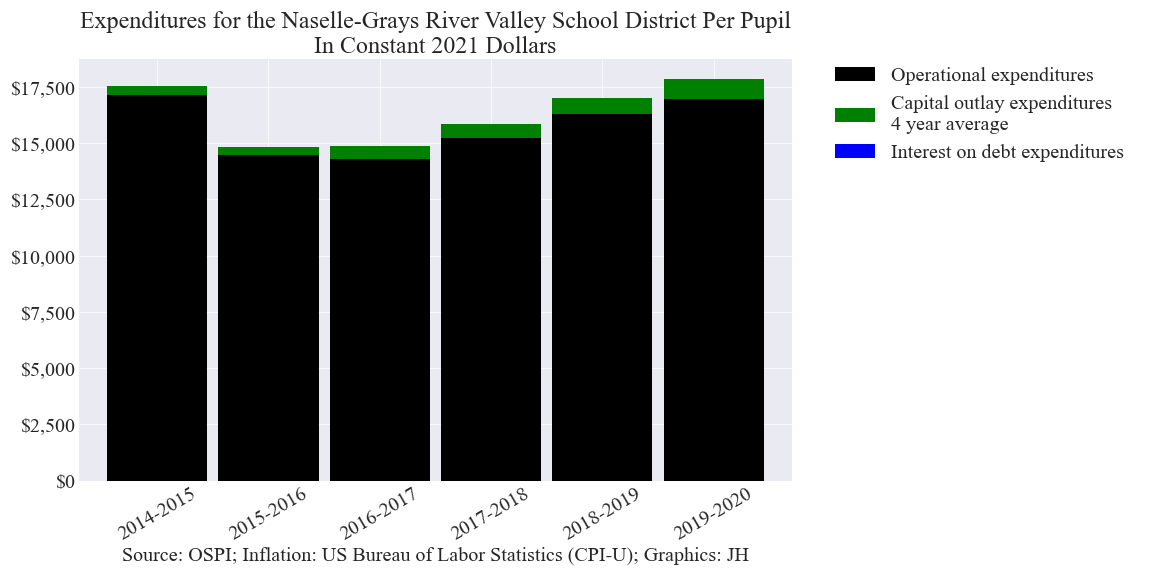 Expenditures for the Naselle-Grays River Valley School District Per Pupil
In Constant 2021 Dollars
$17,500
$15,000
$12,500
$10,000
$7,500
$5,000
$2,500
$0
2014-2015
2015-2016
2016-2017
2017-2018
2018-2019
2019-2020
Source: OSPI; Inflation: US Bureau of Labor Statistics (CPI-U); Graphics: JH
Operational expenditures
Capital outlay expenditures
4 year average
Interest on debt expenditures